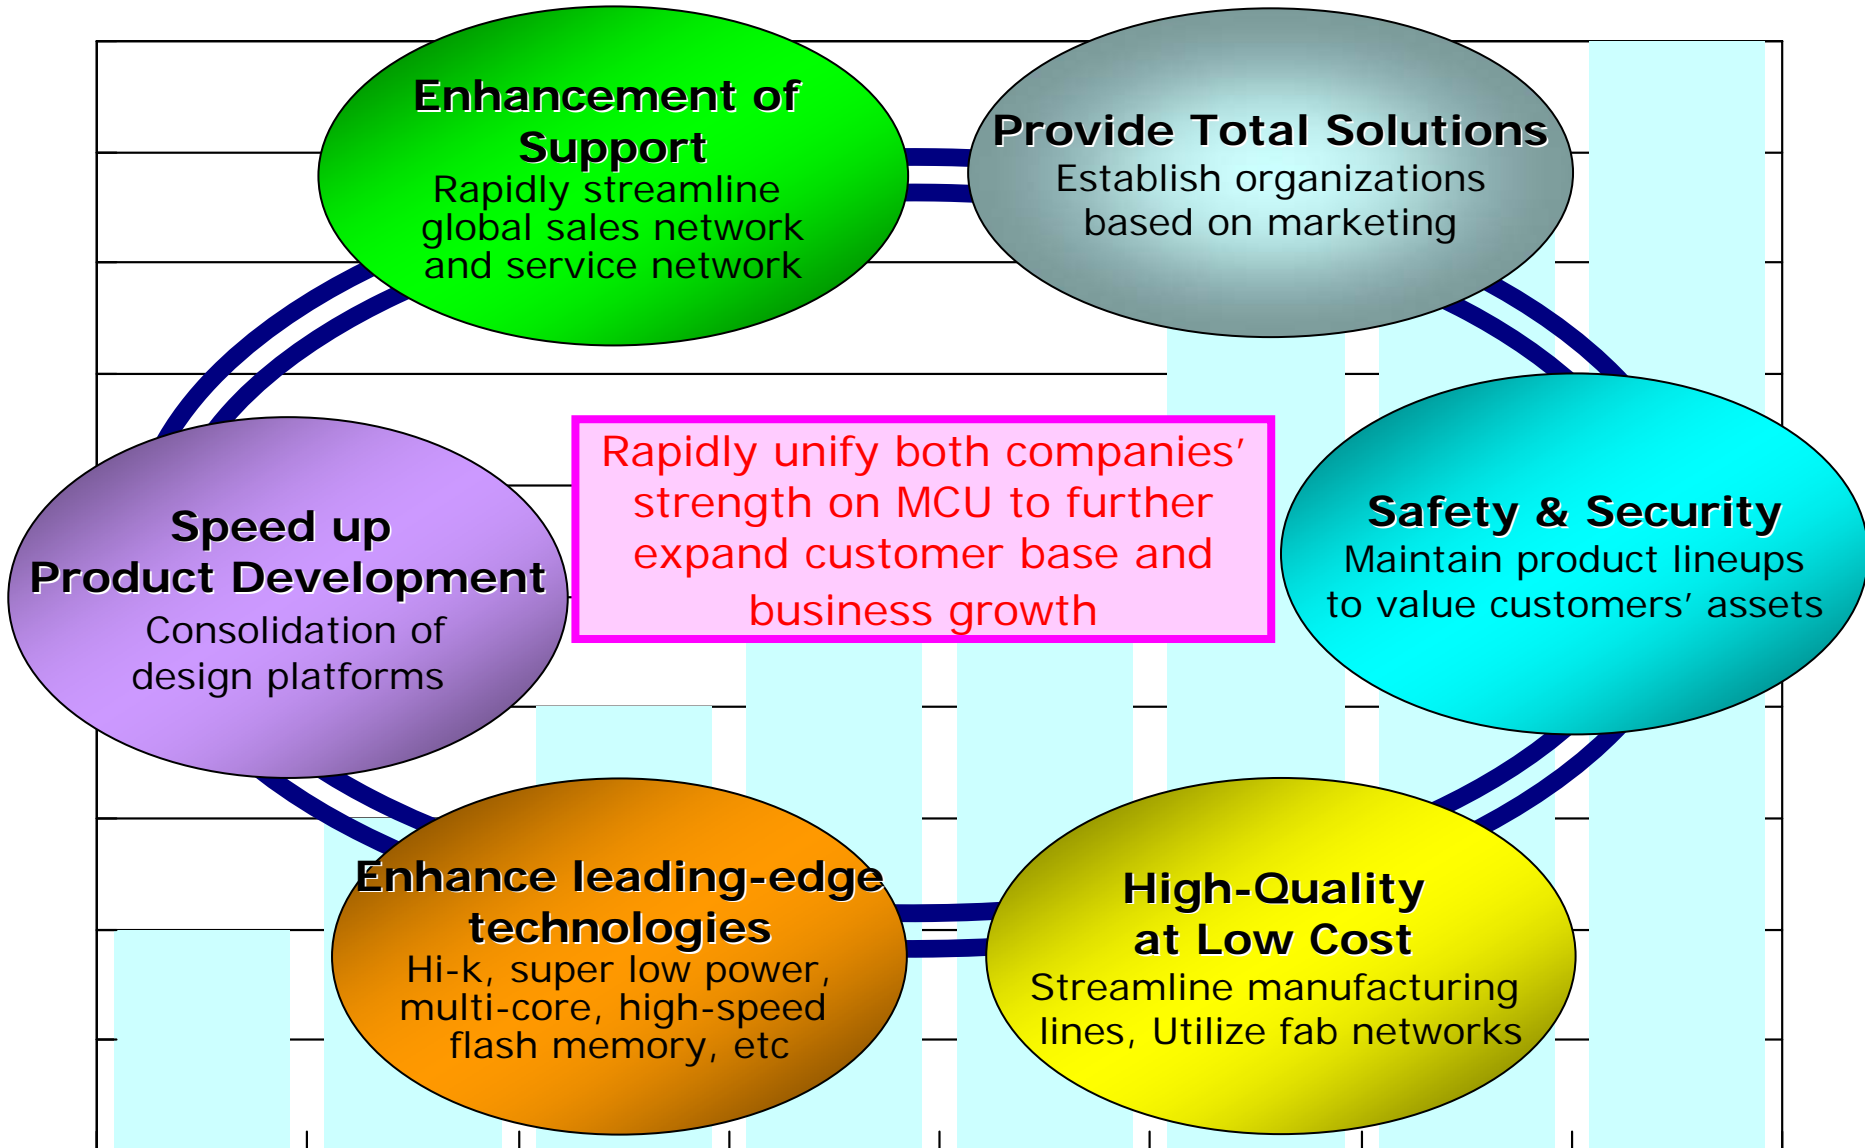 Enhancement of
Support
Rapidly streamline
global sales network
and service network
Provide Total Solutions
Establish organizations
based on marketing
Speed up
Product Development
Consolidation of
design platforms
Rapidly unify both companies’
strength on MCU to further
expand customer base and
business growth
Safety & Security
Maintain product lineups
to value customers’ assets
Enhance leading-edge
technologies
Hi-k, super low power,
multi-core, high-speed
flash memory, etc
High-Quality
at Low Cost
Streamline manufacturing
lines, Utilize fab networks